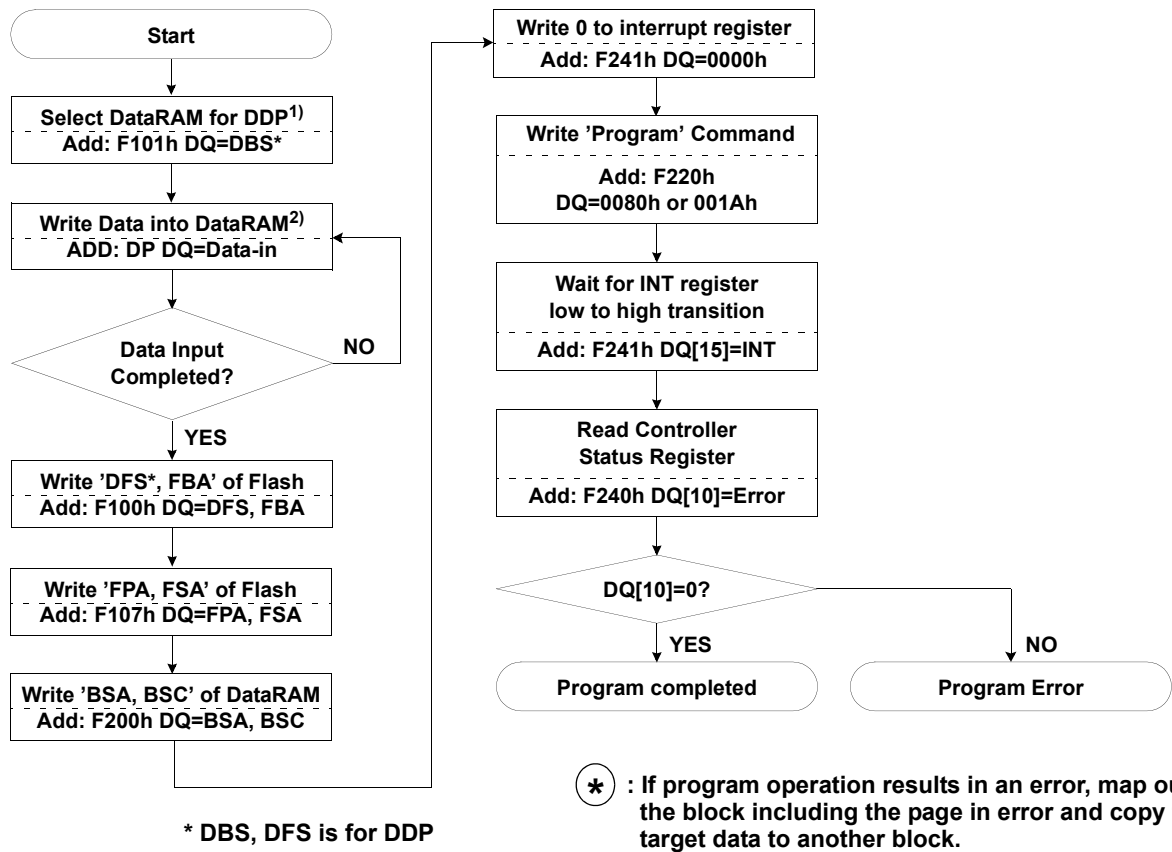 Start
Select DataRAM for DDP1)
Add: F101h DQ=DBS*
Write Data into DataRAM2)
ADD: DP DQ=Data-in
Data Input
Completed?
NO
YES
Write ’DFS*, FBA’ of Flash
Add: F100h DQ=DFS, FBA
Write ’FPA, FSA’ of Flash
Add: F107h DQ=FPA, FSA
Write ’BSA, BSC’ of DataRAM
Add: F200h DQ=BSA, BSC
Write 0 to interrupt register
Add: F241h DQ=0000h
Write ’Program’ Command
Add: F220h
DQ=0080h or 001Ah
Wait for INT register
low to high transition
Add: F241h DQ[15]=INT
Read Controller
Status Register
Add: F240h DQ[10]=Error
DQ[10]=0?
YES
NO
Program completed
Program Error
* : If program operation results in an error, map
the block including the page in error and copy
target data to another block.
* DBS, DFS is for DDP